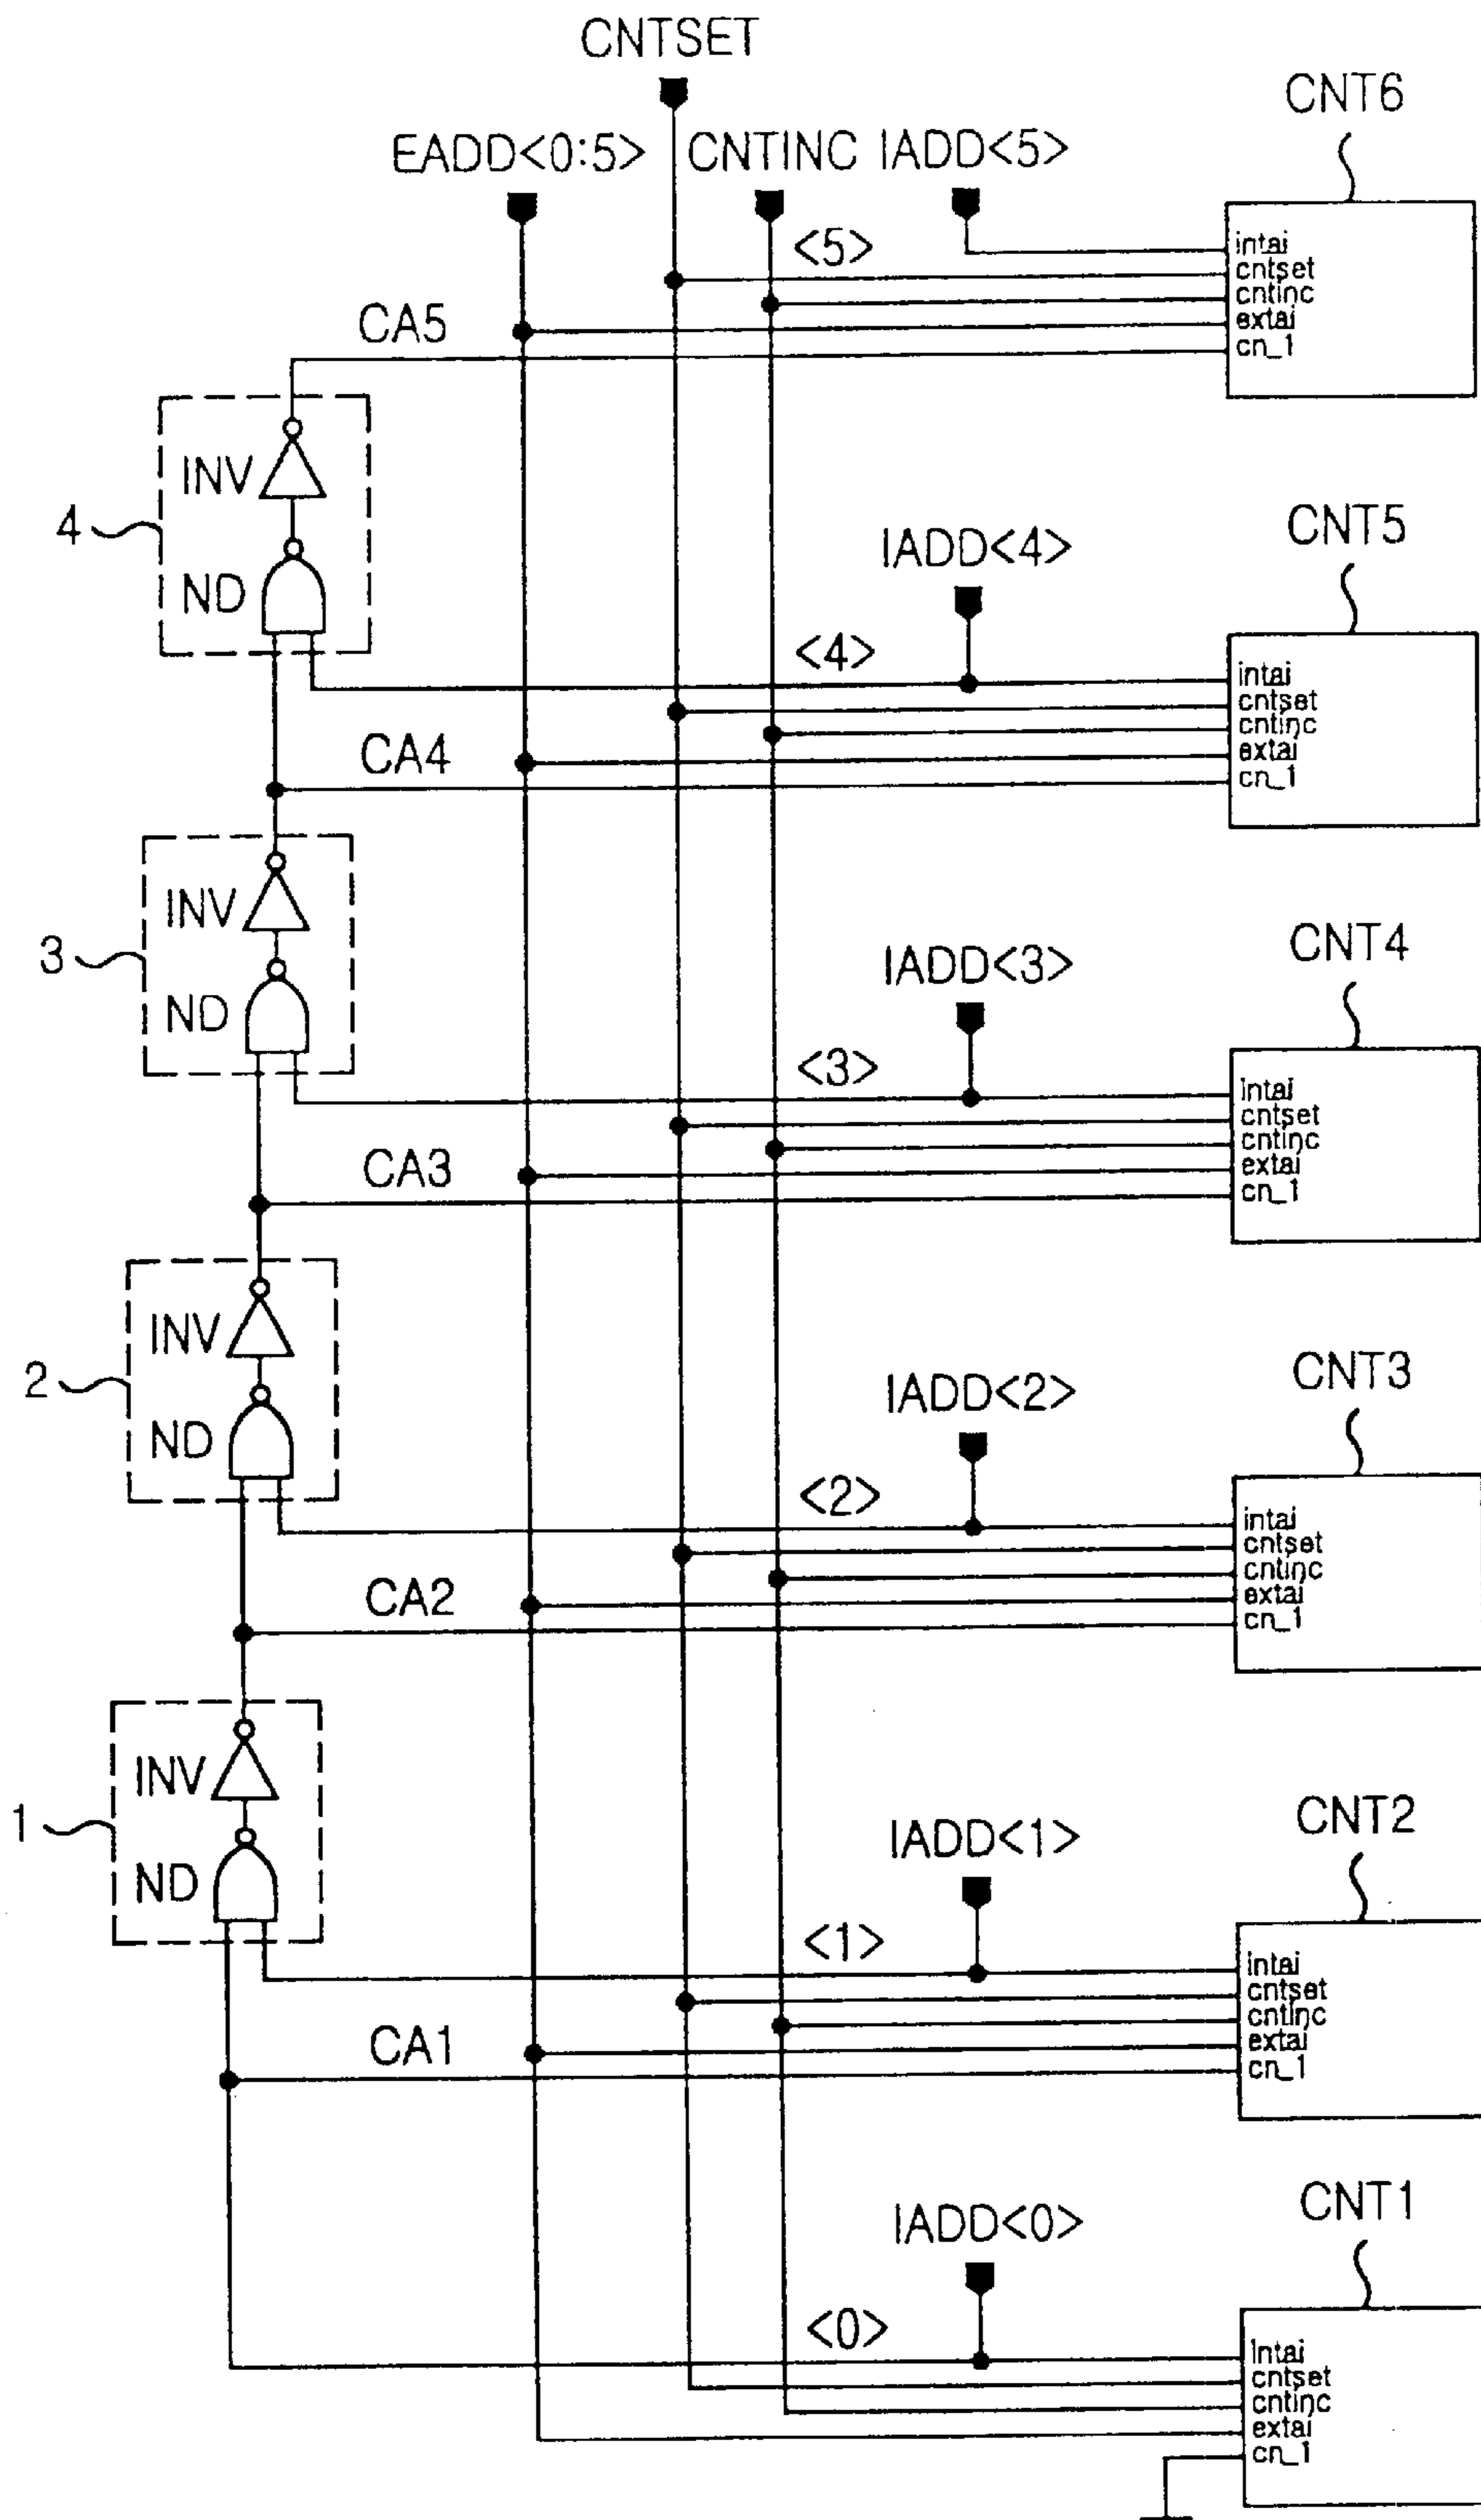 CNTSET
CNT6
EADD<0:5> CNTINC IADD<5>
<5>
intai
cntset
cntinc
extai
cn_1
CA5
INV
4
ND
CNT5
IADD<4>
<4>
intai
cntset
cntinc
extai
cn_1
CA4
INV
3
ND
CNT4
IADD<3>
<3>
intai
cntset
cntinc
extai
cn_1
CA3
INV
2
ND
CNT3
IADD<2>
<2>
intai
cntset
cntinc
extai
cn_1
CA2
INV
1
ND
CNT2
IADD<1>
<1>
intai
cntset
cntinc
extai
cn_1
CA1
CNT1
IADD<0>
<0>
intai
cntset
cntinc
extai
cn_1